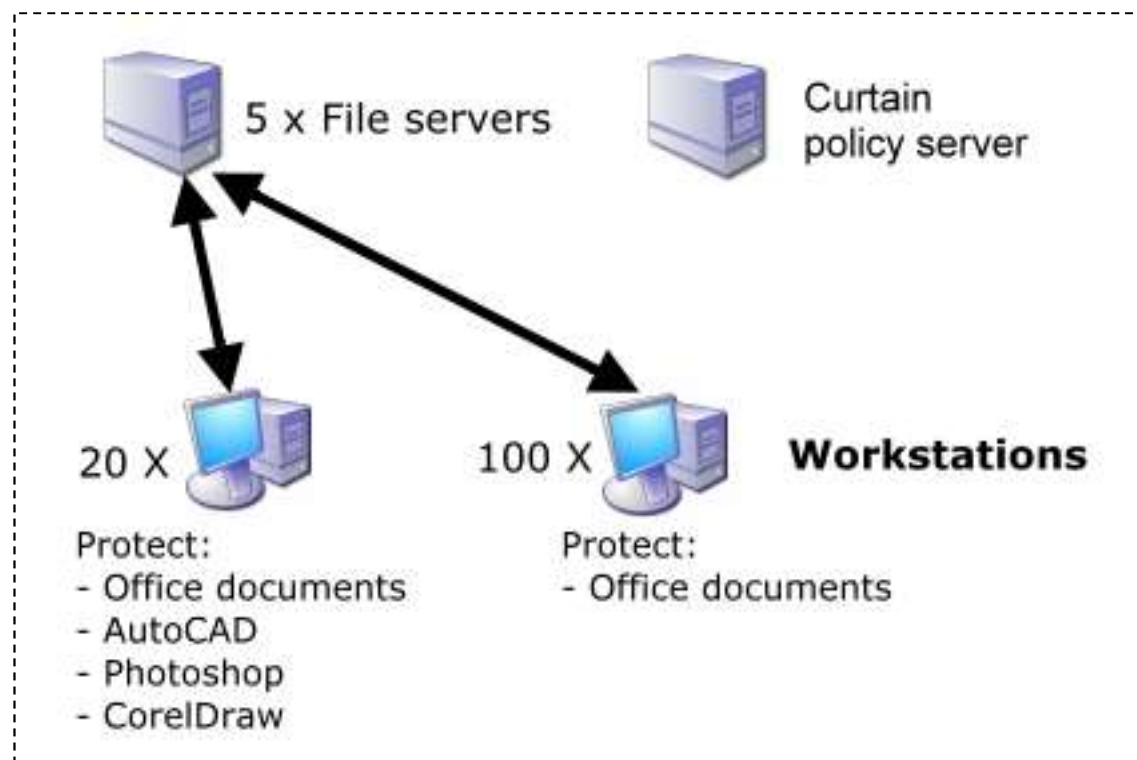 5 x File servers
Curtain
policy server
20 X
100 X
Workstations
Protect:
- Office documents
- AutoCAD
- Photoshop
- CorelDraw
Protect:
- Office documents